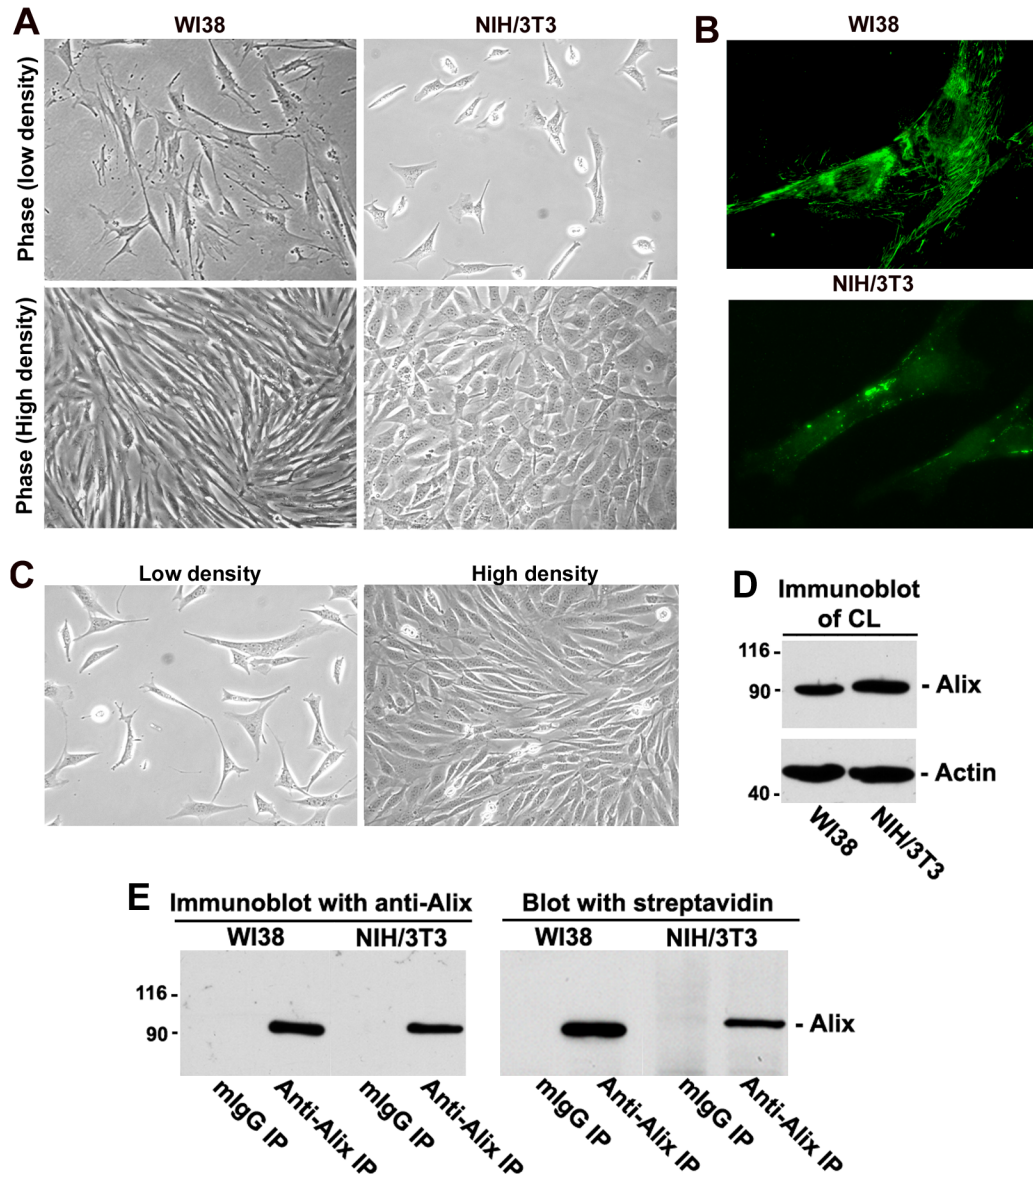 A
WI38
NIH/3T3
B
WI38
Phase (low density)
NIH/3T3
Phase (High density)
C
Low density
High density
D
Immunoblot
of CL
116 -
90 -
- Alix
- Actin
40 -
WI38
NIH/3T3
E
Immunoblot with anti-Alix
Blot with streptavidin
WI38
NIH/3T3
WI38
NIH/3T3
116 -
90 -
- Alix
mIgG IP
Anti-Alix IP
mIgG IP
Anti-Alix IP
mIgG IP
Anti-Alix IP
mIgG IP
Anti-Alix IP